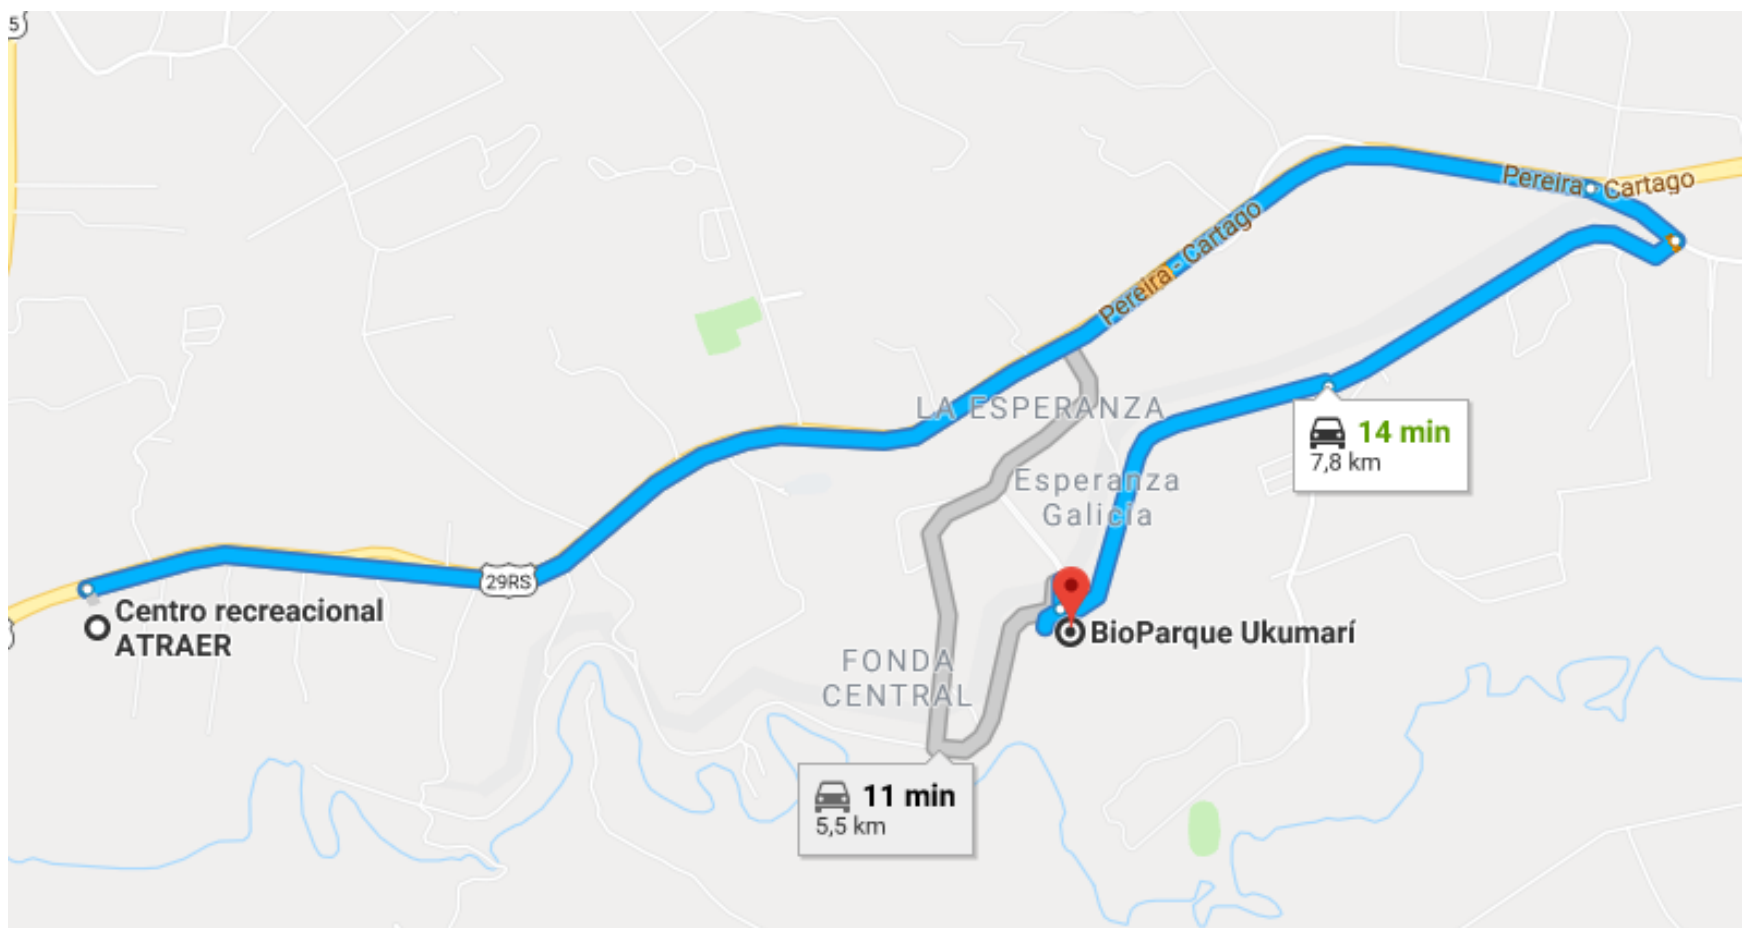 5
Pereira - Cartago
Pereira - Cartago
LA ESPERANZA
14 min
7,8 km
Esperanza
Galicia
29RS
Centro recreacional
ATRAER
BioParque Ukumarí
FONDA
CENTRAL
11 min
5,5 km